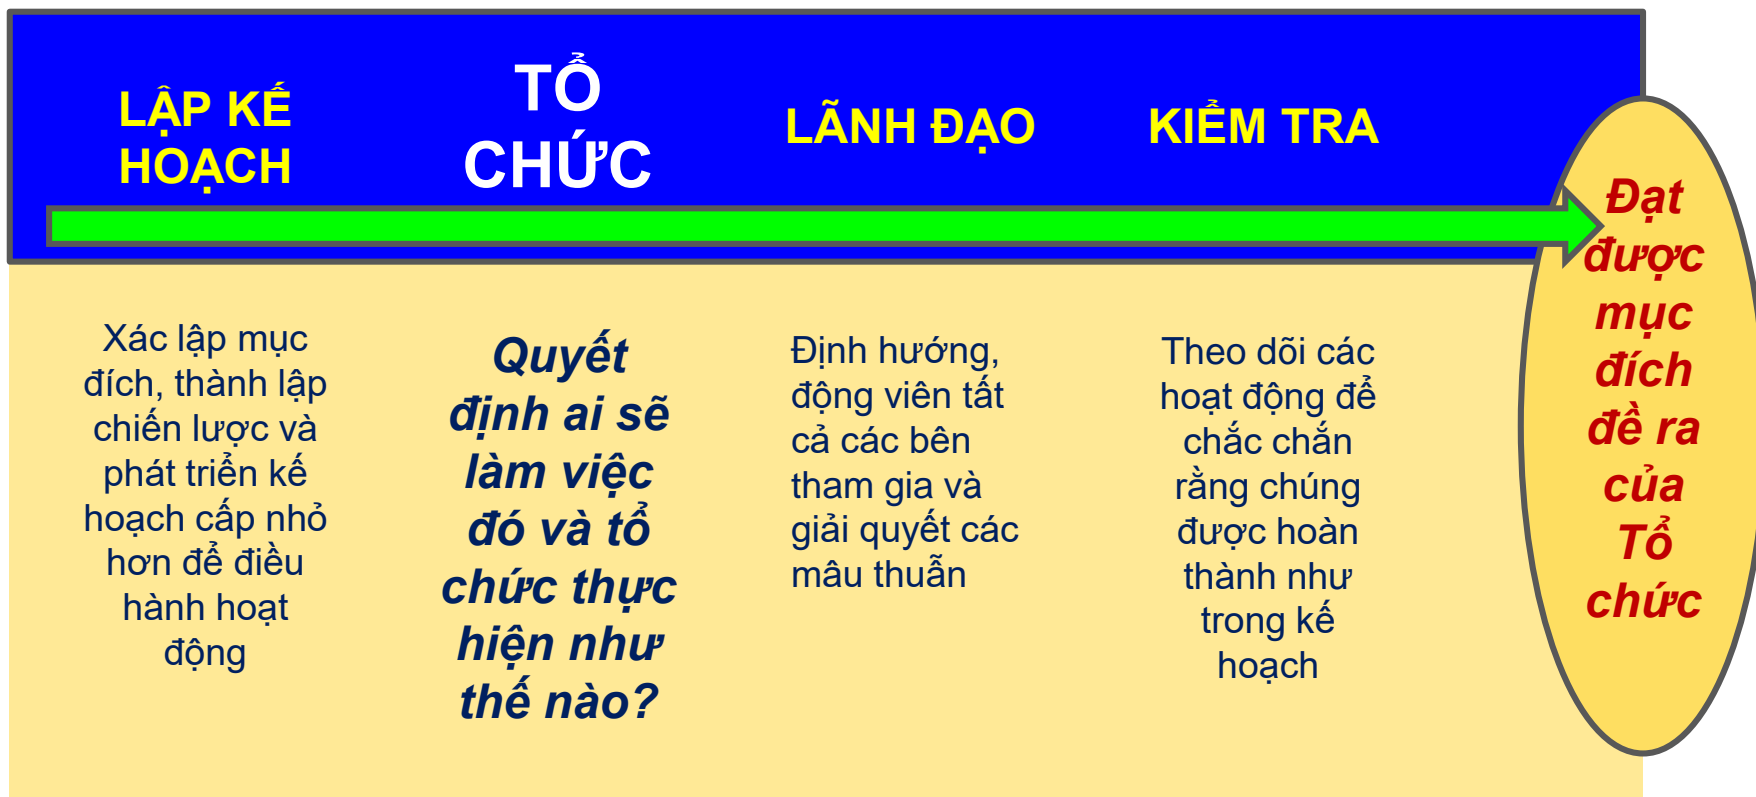 LẬP KẾ
HOẠCH
TỔ
CHỨC
LÃNH ĐẠO
KIỂM TRA
Xác lập mục
đích, thành lập
chiến lược và
phát triển kế
hoạch cấp nhỏ
hơn để điều
hành hoạt
động
Quyết
định ai sẽ
làm việc
đó và tổ
chức thực
hiện như
thế nào?
Định hướng,
động viên tất
cả các bên
tham gia và
giải quyết các
mâu thuẫn
Theo dõi các
hoạt động để
chắc chắn
rằng chúng
được hoàn
thành như
trong kế
hoạch
Đạt
được
mục
đích
đề ra
của
Tổ
chức